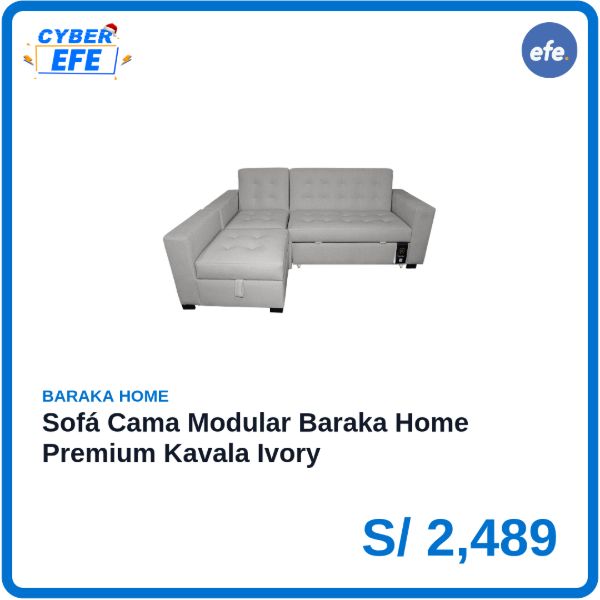 CYBER
EFE
efe.
BARAKA HOME
Sofá Cama Modular Baraka Home
Premium Kavala Ivory
S/ 2,489